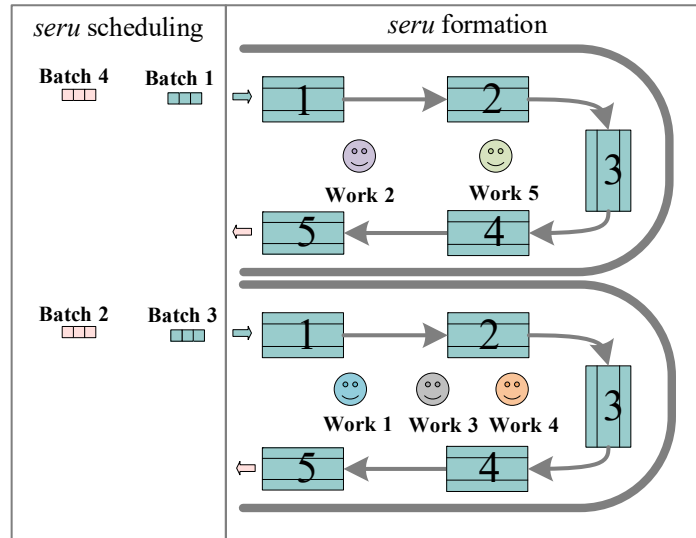 seru scheduling
seru formation
Batch 4
Batch 1
1
2
3
Work 2
Work 5
5
4
Batch 2
Batch 3
1
2
3
Work 1
Work 3
Work 4
5
4